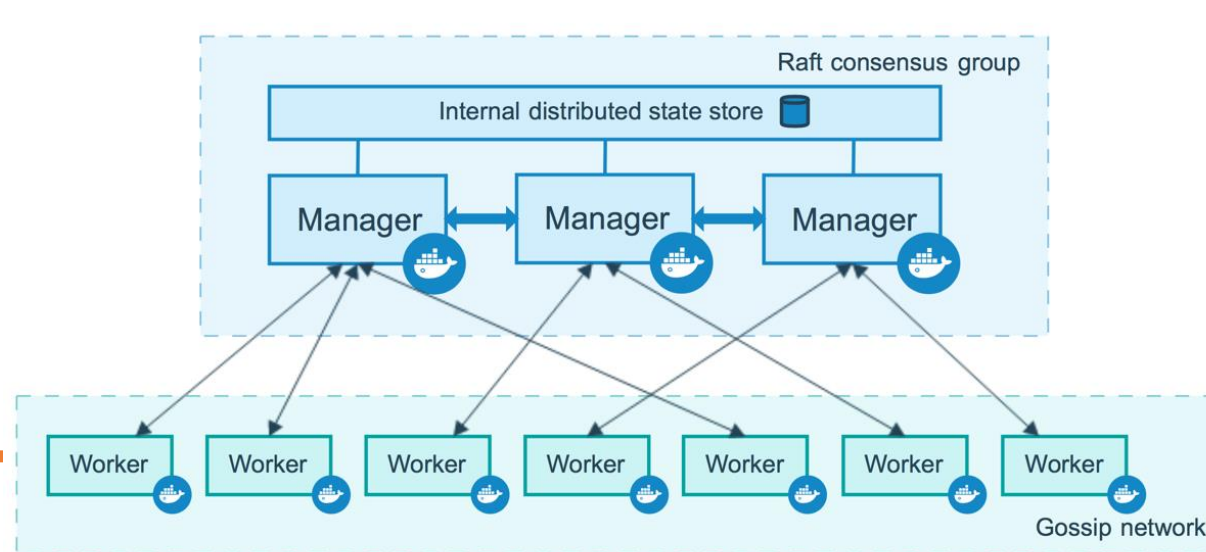 Raft consensus group
Internal distributed state store
Manager
Manager
Manager
Worker
Worker
Worker
Worker
Worker
Worker
Worker
Gossip network